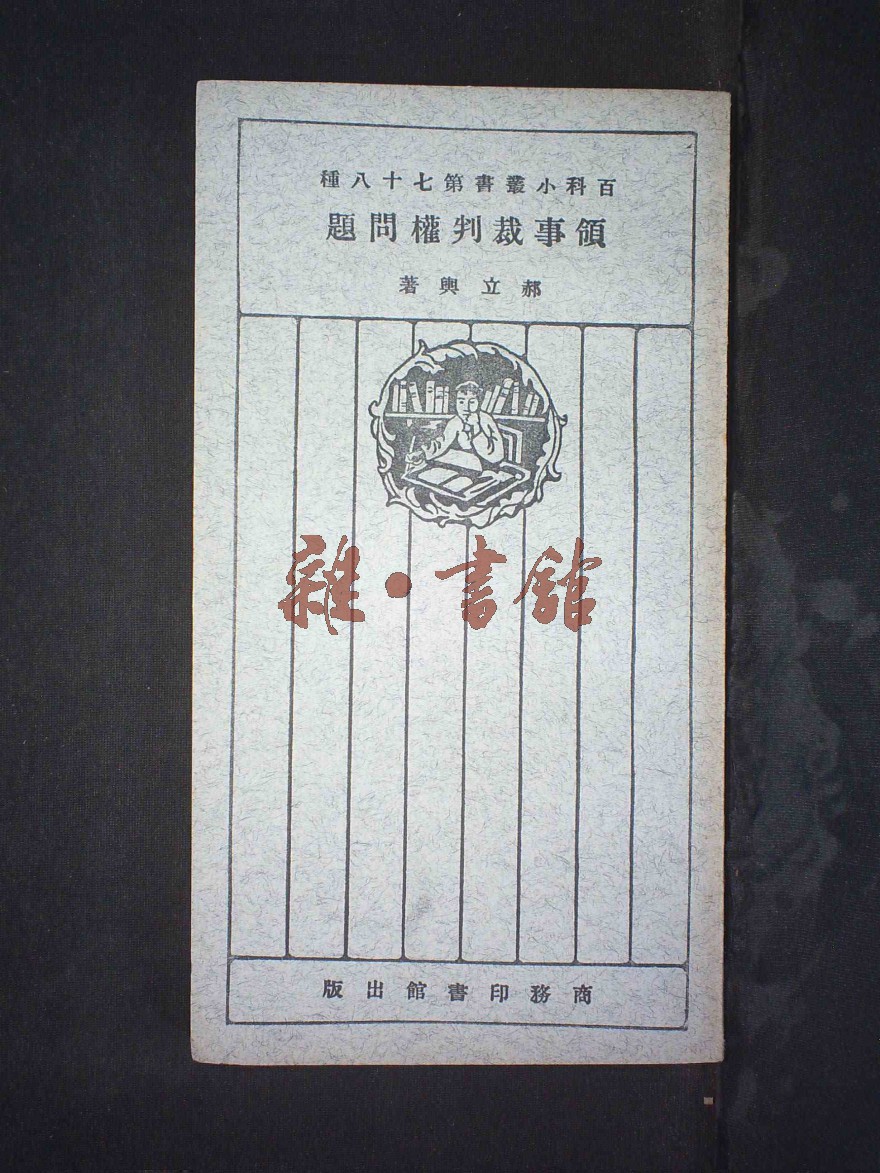 百科小叢書第七十八種
領事裁判權問題
郝立輿著
雜·書館
商務印書館出版